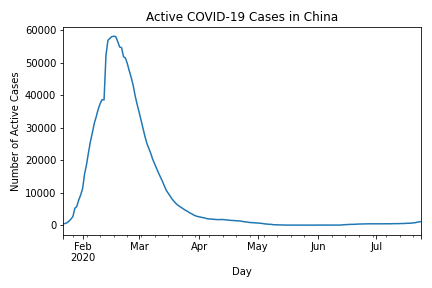 Active COVID-19 Cases in China
Number of Active Cases
60000
50000
40000
30000
20000
10000
0
Feb Mar Apr May Jun Jul
2020
Day